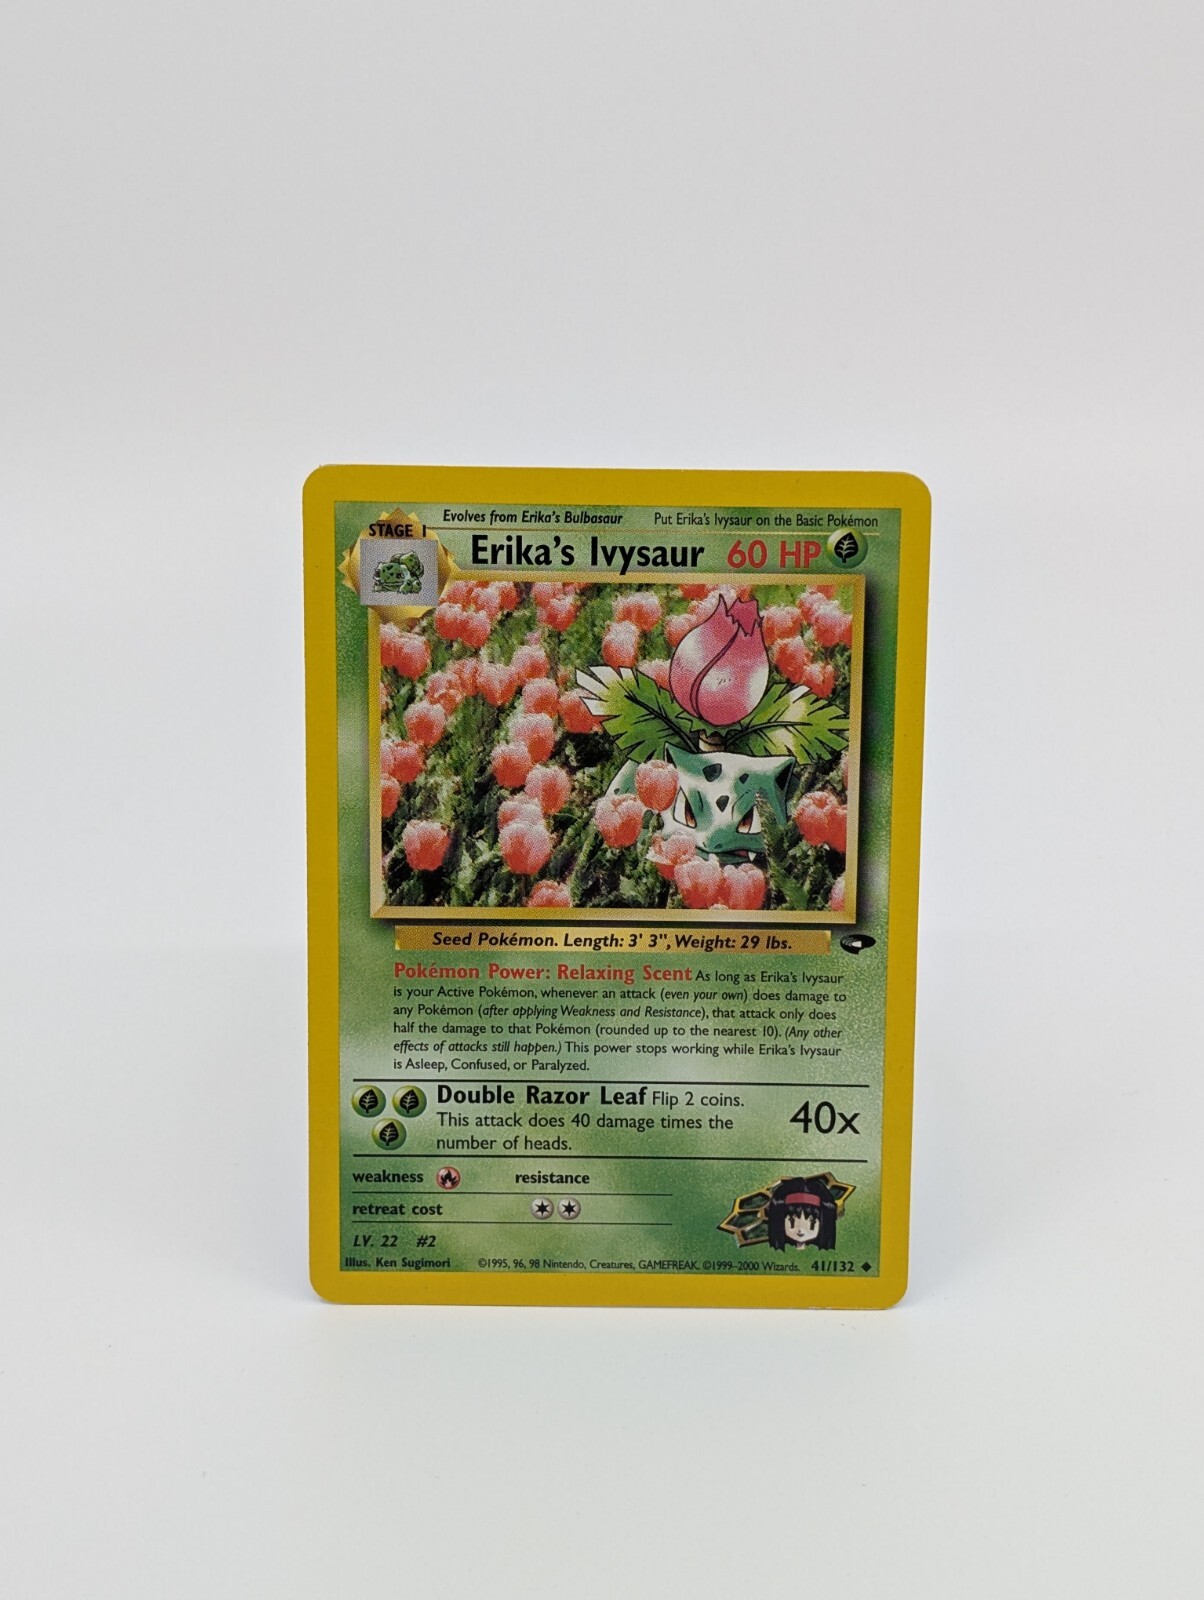 STAGE 1
Evolves from Erika's Bulbasaur Put Erika's Ivysaur on the Basic Pokémon
Erika's Ivysaur 60 HP
Seed Pokémon. Length: 3' 3", Weight: 29 lbs.
Pokémon Power: Relaxing Scent As long as Erika's Ivysaur
is your Active Pokémon, whenever an attack (even your own) does damage to
any Pokémon (after applying Weakness and Resistance), that attack only does
half the damage to that Pokémon (rounded up to the nearest 10). (Any other
effects of attacks still happen.) This power stops working while Erika's Ivysaur
is Asleep, Confused, or Paralyzed.
Double Razor Leaf Flip 2 coins.
This attack does 40 damage times the
number of heads.
40x
weakness resistance
retreat cost
LV. 22 #2
Illus. Ken Sugimori ©1995, 96, 98 Nintendo, Creatures, GAMEFREAK. ©1999-2000 Wizards. 41/132